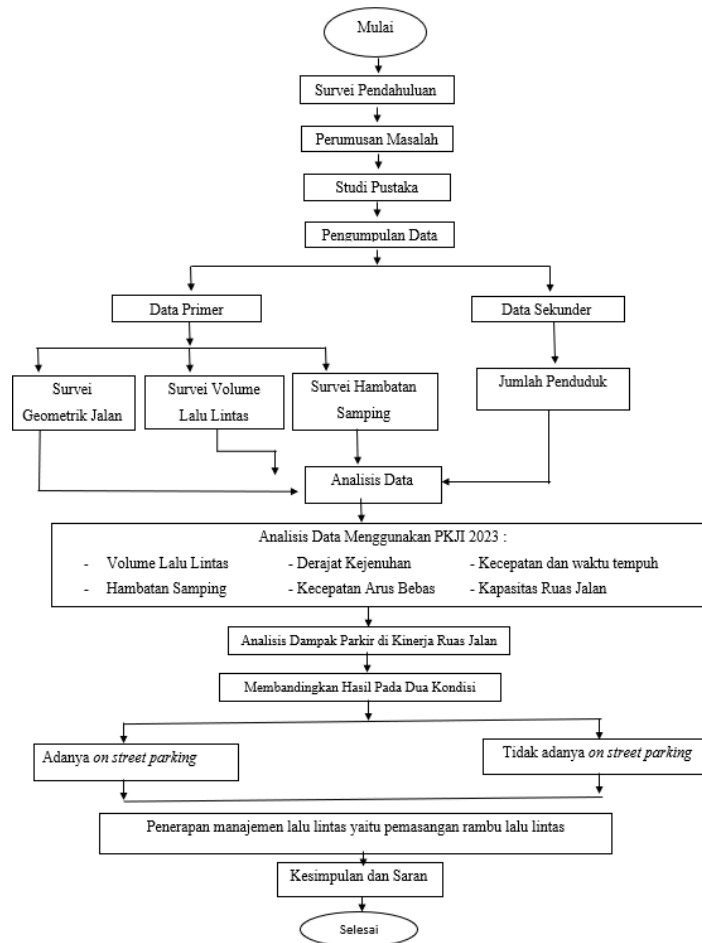 Mulai
Survei Pendahuluan
Perumusan Masalah
Studi Pustaka
Pengumpulan Data
Data Primer
Data Sekunder
Survei
Geometrik Jalan
Survei Volume
Lalu Lintas
Survei Hambatan
Samping
Jumlah Penduduk
Analisis Data
Analisis Data Menggunakan PKJI 2023 :
- Volume Lalu Lintas - Derajat Kejenuhan - Kecepatan dan waktu tempuh
- Hambatan Samping - Kecepatan Arus Bebas - Kapasitas Ruas Jalan
Analisis Dampak Parkir di Kinerja Ruas Jalan
Membandingkan Hasil Pada Dua Kondisi
Adanya on street parking
Tidak adanya on street parking
Penerapan manajemen lalu lintas yaitu pemasangan rambu lalu lintas
Kesimpulan dan Saran
Selesai